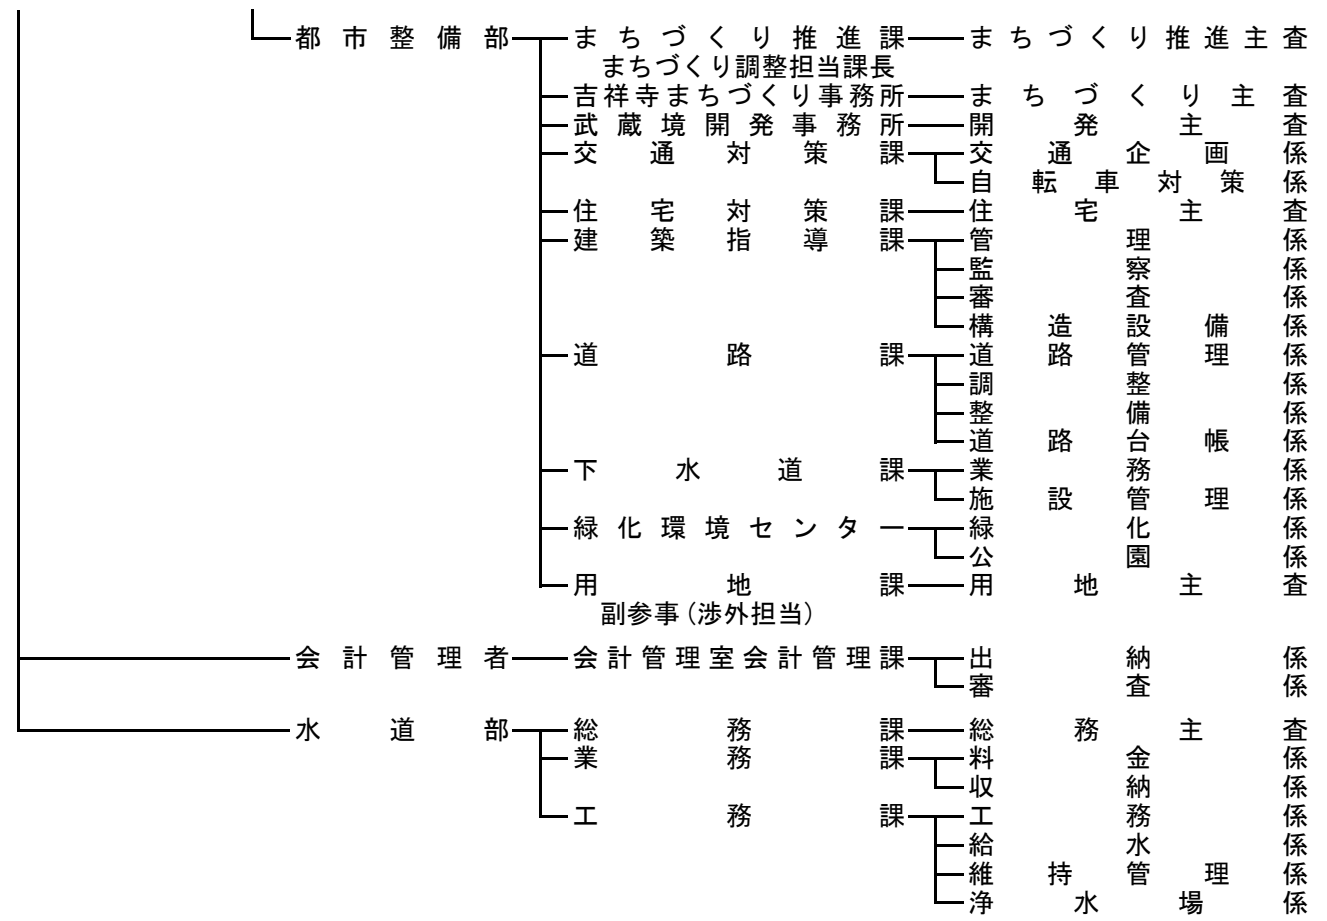 都市整備部 まちづくり推進課 まちづくり推進主査
まちづくり調整担当課長
吉祥寺まちづくり事務所 まちづくり主査
武蔵境開発事務所 開発主査
交通対策課 交通企画係
自転車対策係
住宅対策課 住宅主査
建築指導課 管理係
監察係
審査係
構造設備係
道路課 道路管理係
調整係
整備係
道路台帳係
下水道課 業務係
施設管理係
緑化環境センター 緑化係
公園係
用地課 用地主査
副参事(渉外担当)
会計管理者 会計管理室会計管理課 出納係
審査係
水道部 総務課 総務主査
業務課 料金係
収納係
工務課 工務係
給水係
維持管理係
浄水場係